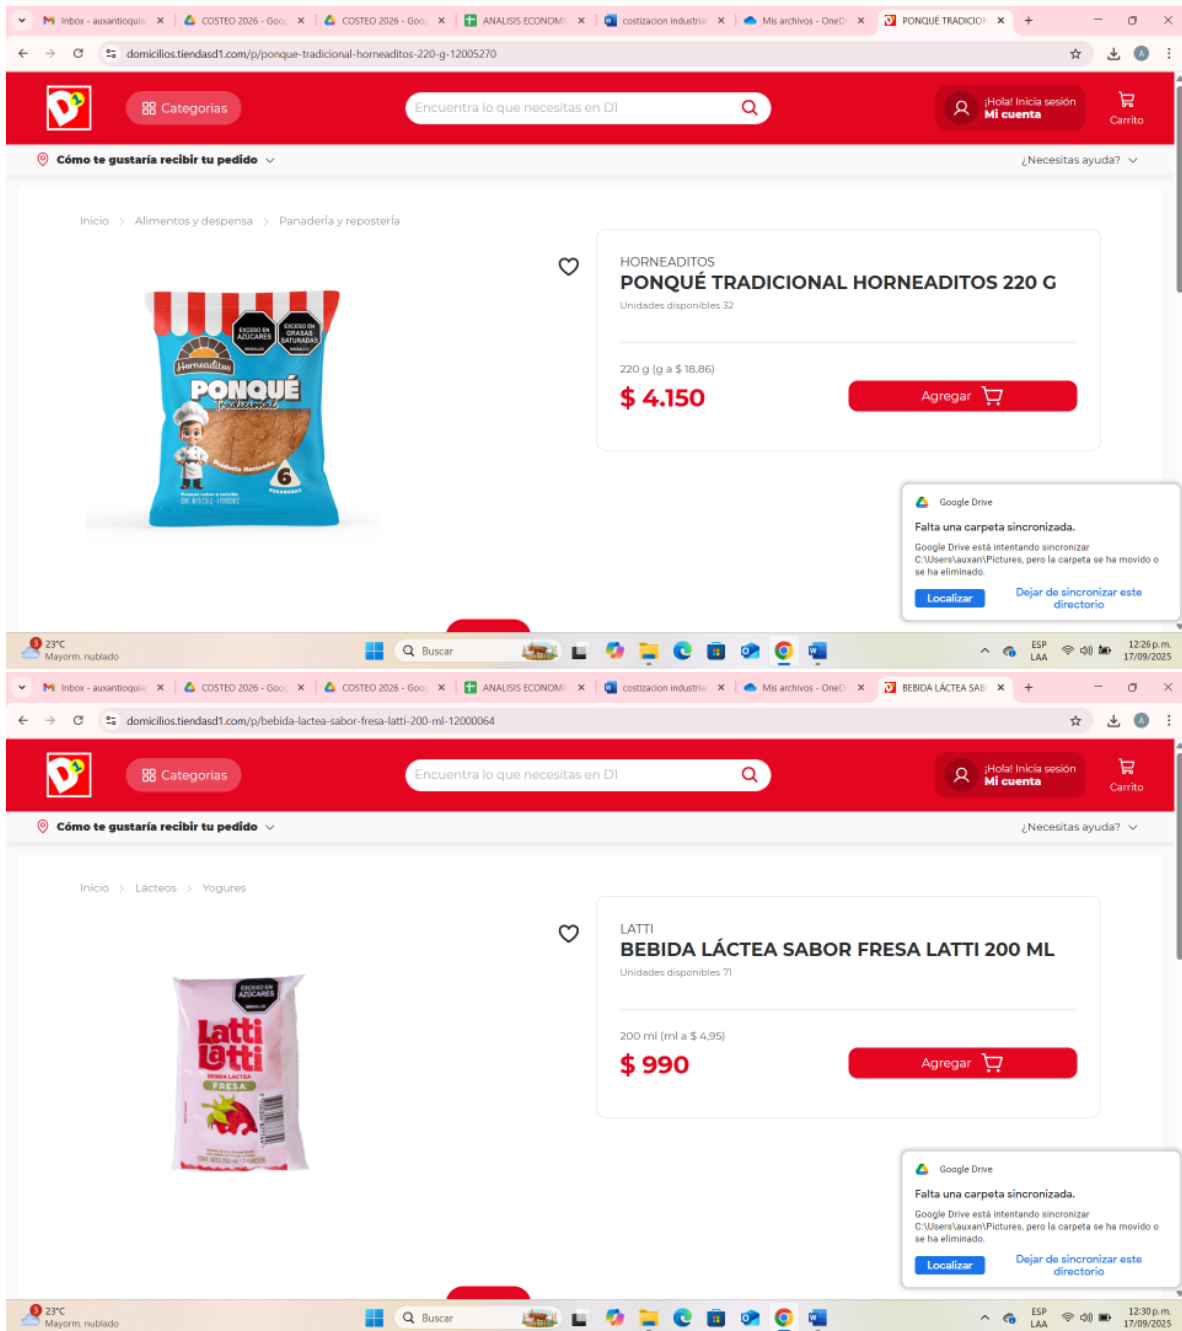 Inbox - auxantioquia
COSTEO 2026 - Goo
COSTEO 2026 - Goo
ANALISIS ECONOMI
costizacion industria
Mis archivos - OneD
PONQUÉ TRADICION
domicilios.tiendasd1.com/p/ponque-tradicional-horneaditos-220-g-12005270
D1
Categorias
Encuentra lo que necesitas en D1
¡Hola! Inicia sesión
Mi cuenta
Carrito
Cómo te gustaría recibir tu pedido
¿Necesitas ayuda?
Inicio > Alimentos y despensa > Panadería y repostería
HORNEADITOS
PONQUÉ TRADICIONAL HORNEADITOS 220 G
Unidades disponibles 32
220 g (g a $ 18,86)
$ 4.150
Agregar
EXCESO EN AZÚCARES
EXCESO EN GRASAS SATURADAS
Horneaditos
PONQUÉ
Tradicional
Producto Horneado
6
Google Drive
Falta una carpeta sincronizada.
Google Drive está intentando sincronizar
C:\Users\auxan\Pictures, pero la carpeta se ha movido o
se ha eliminado.
Localizar
Dejar de sincronizar este
directorio
3
23°C
Mayorm. nublado
Buscar
ESP
LAA
12:26 p.m.
17/09/2025
Inbox - auxantioquia
COSTEO 2026 - Goo
COSTEO 2026 - Goo
ANALISIS ECONOMI
costizacion industria
Mis archivos - OneD
BEBIDA LÁCTEA SAB
domicilios.tiendasd1.com/p/bebida-lactea-sabor-fresa-latti-200-ml-12000064
D1
Categorias
Encuentra lo que necesitas en D1
¡Hola! Inicia sesión
Mi cuenta
Carrito
Cómo te gustaría recibir tu pedido
¿Necesitas ayuda?
Inicio > Lácteos > Yogures
LATTI
BEBIDA LÁCTEA SABOR FRESA LATTI 200 ML
Unidades disponibles 71
200 ml (ml a $ 4,95)
$ 990
Agregar
EXCESO EN AZÚCARES
Latti
Latti
BEBIDA LACTEA
FRESA
Google Drive
Falta una carpeta sincronizada.
Google Drive está intentando sincronizar
C:\Users\auxan\Pictures, pero la carpeta se ha movido o
se ha eliminado.
Localizar
Dejar de sincronizar este
directorio
3
23°C
Mayorm. nublado
Buscar
ESP
LAA
12:30 p.m.
17/09/2025